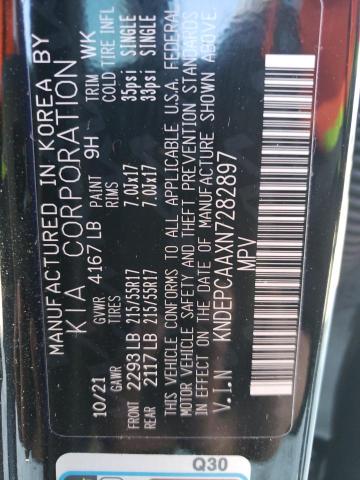 MANUFACTURED IN KOREA BY
KIA CORPORATION
10/21 GVWR 4167 LB PAINT 9H TRIM WK
GAWR TIRES RIMS COLD TIRE INFL
FRONT 2293 LB 215/55R17 7.0JX17 35psi SINGLE
REAR 2117 LB 215/55R17 7.0JX17 33psi SINGLE
THIS VEHICLE CONFORMS TO ALL APPLICABLE U.S.A. FEDERAL
MOTOR VEHICLE SAFETY AND THEFT PREVENTION STANDARDS
IN EFFECT ON THE DATE OF MANUFACTURE SHOWN ABOVE.
V.I.N KNDEPCAAXN7282897
MPV
Q30